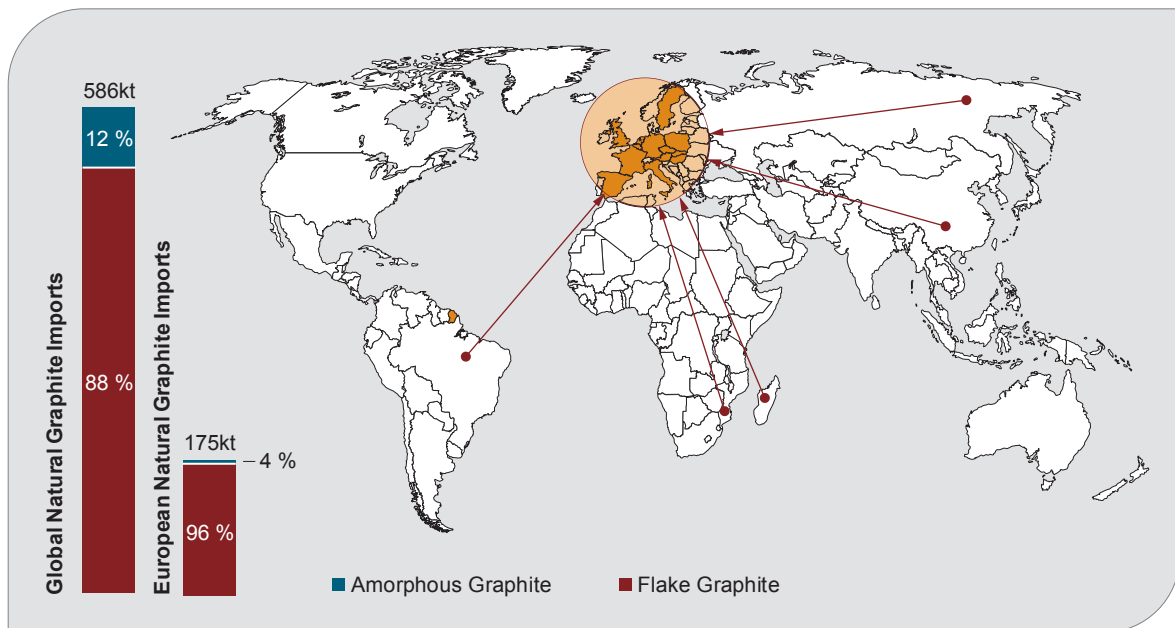 586kt
12 %
88 %
Global Natural Graphite Imports
European Natural Graphite Imports
175kt
4 %
96 %
Amorphous Graphite
Flake Graphite